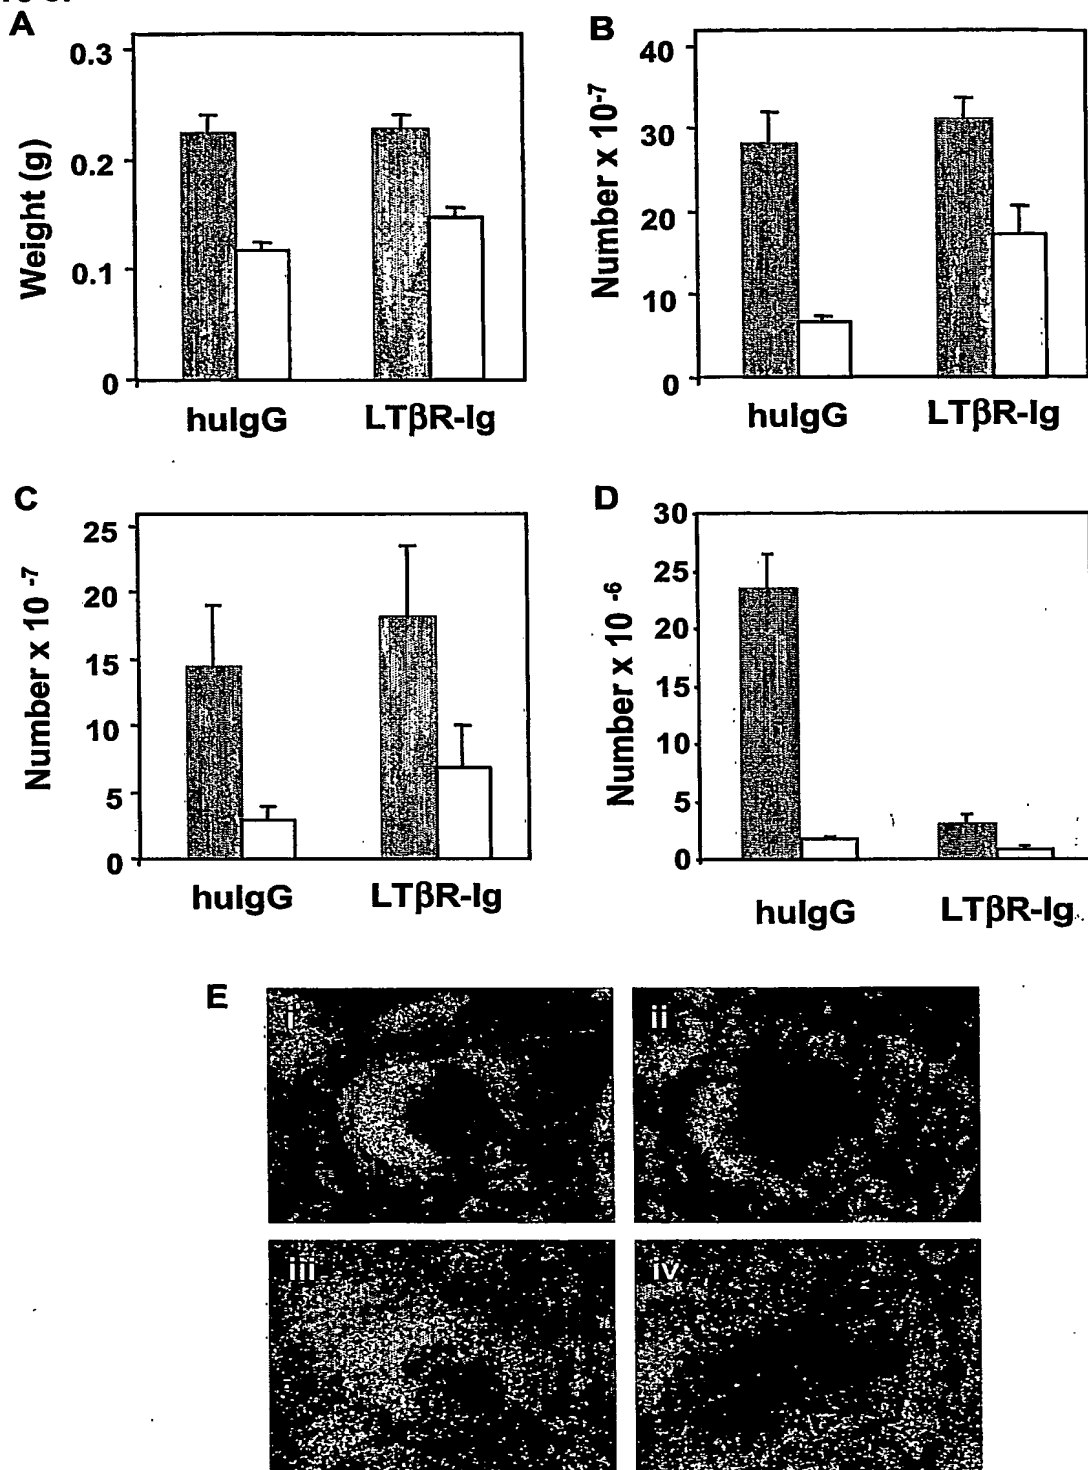 A
Weight (g)
0.3
0.2
0.1
0
huIgG
LTβR-Ig
B
Number x 10 -7
40
30
20
10
0
huIgG
LTβR-Ig
C
Number x 10 -7
25
20
15
10
5
0
huIgG
LTβR-Ig
D
Number x 10 -6
30
25
20
15
10
5
0
huIgG
LTβR-Ig
E
i
ii
iii
iv